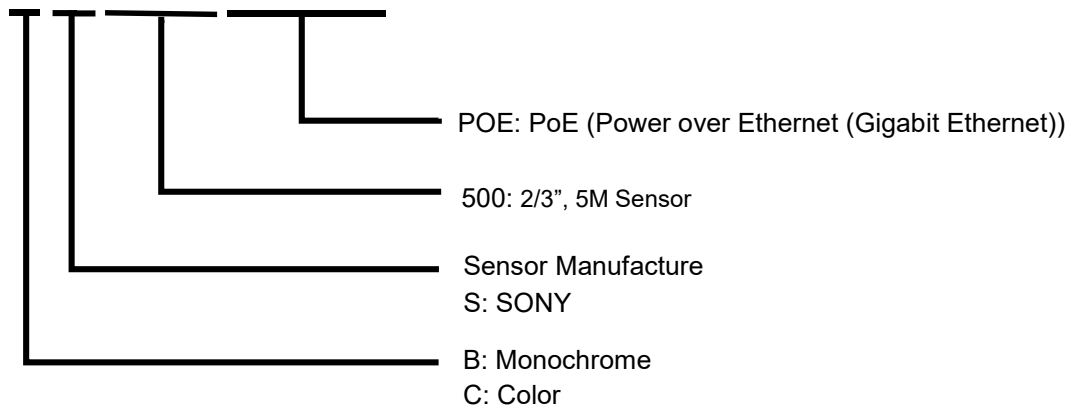 POE: PoE (Power over Ethernet (Gigabit Ethernet))
500: 2/3”, 5M Sensor
Sensor Manufacture
S: SONY
B: Monochrome
C: Color